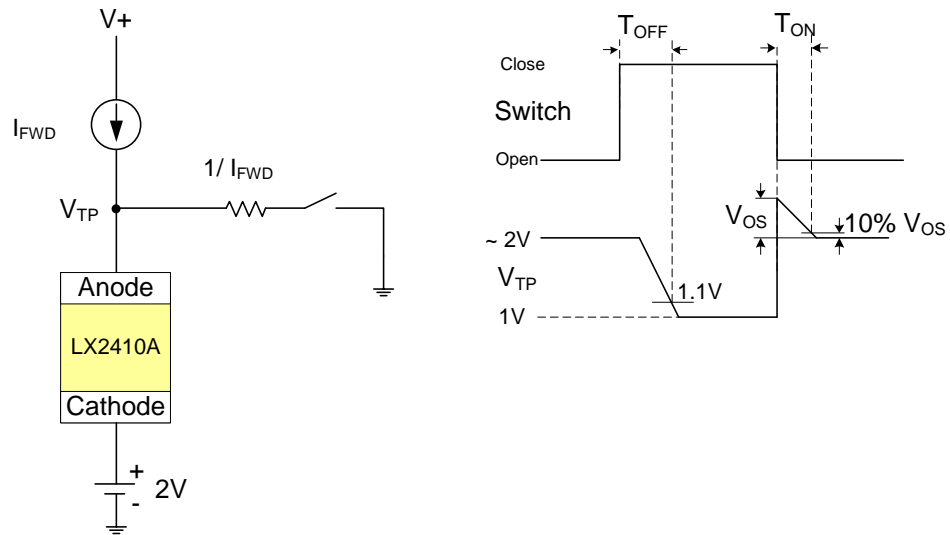 V+
I_FWD
1/ I_FWD
V_TP
Anode
LX2410A
Cathode
+
-
2V
T_OFF
T_ON
Close
Switch
Open
V_OS
10% V_OS
~ 2V
V_TP
1.1V
1V